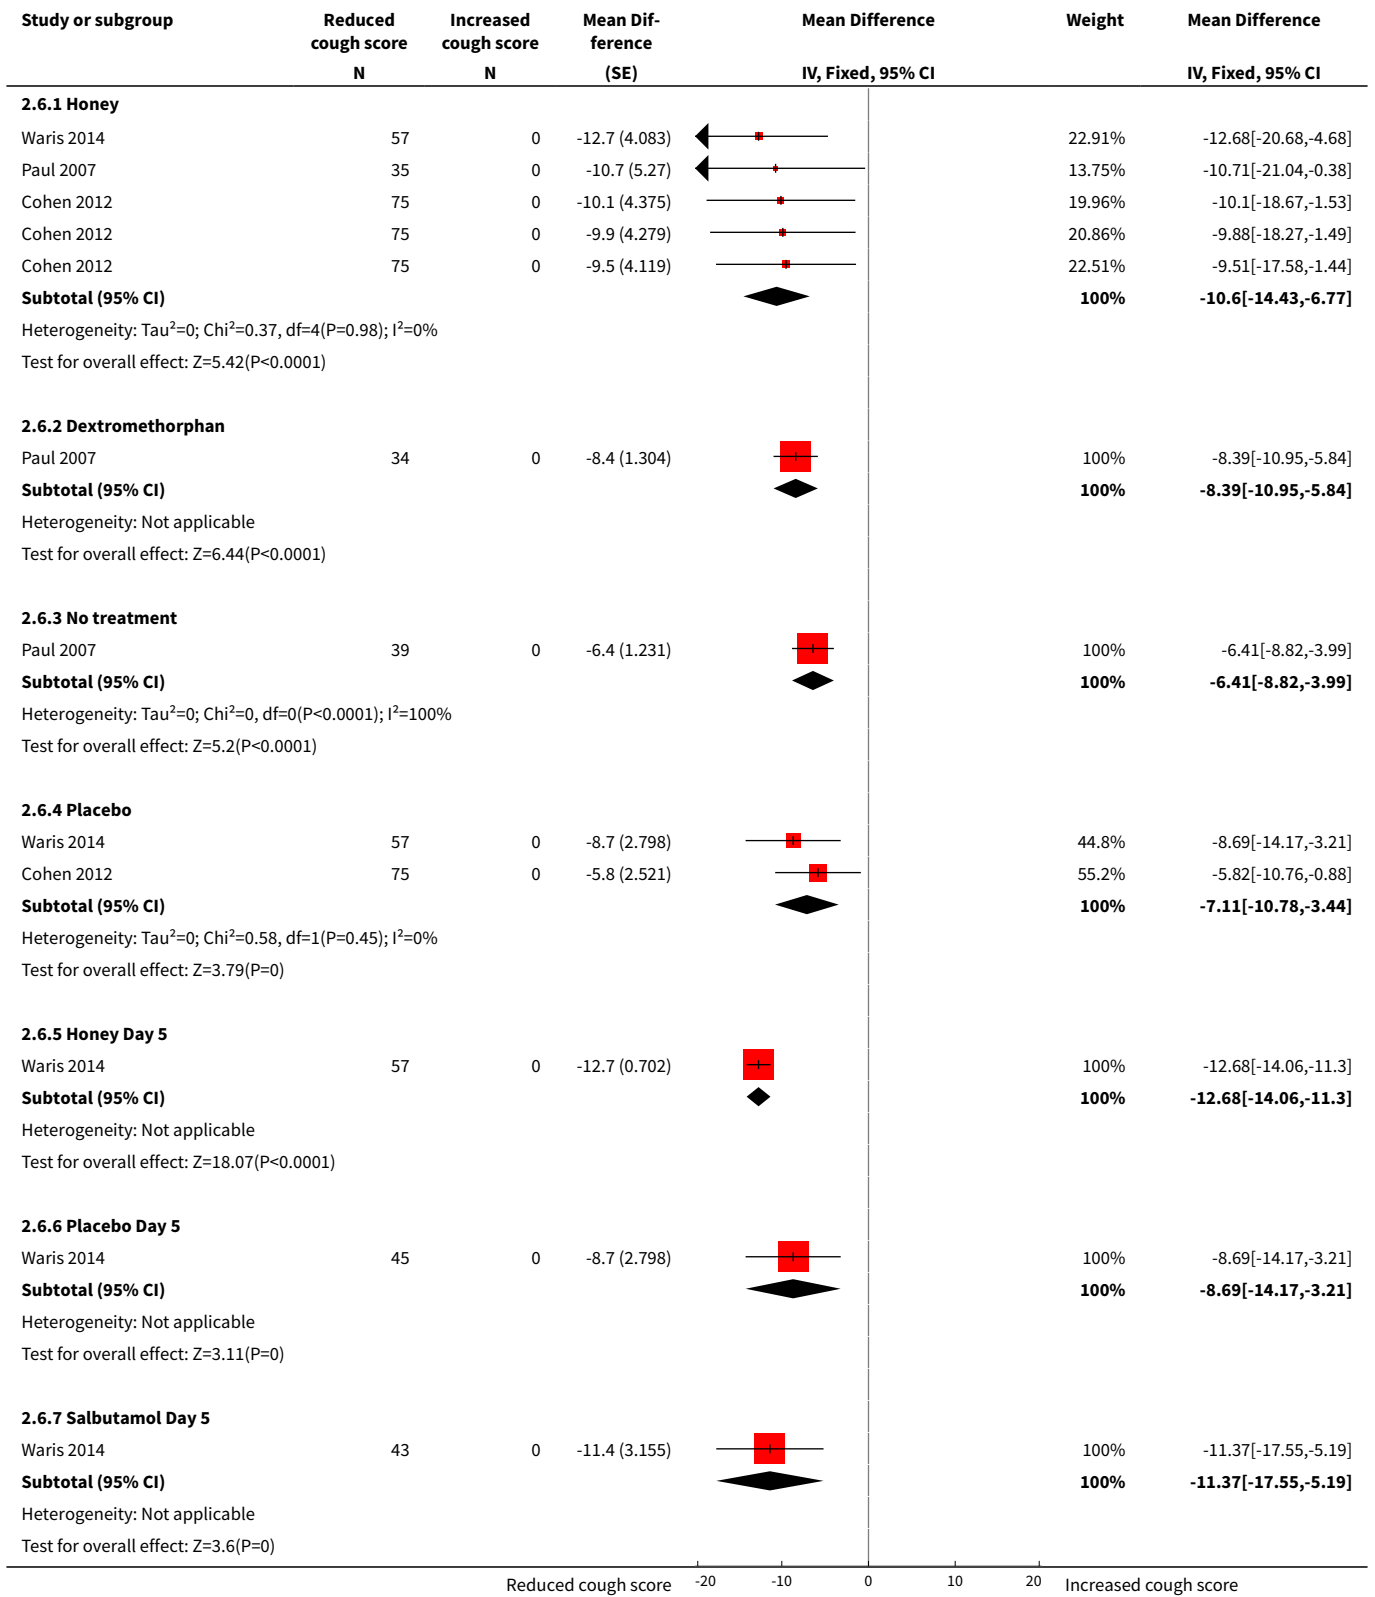 Study or subgroup Reduced cough score Increased cough score Mean Dif-ference Mean Difference Weight Mean Difference
N N (SE) IV, Fixed, 95% CI IV, Fixed, 95% CI
2.6.1 Honey
Waris 2014 57 0 -12.7 (4.083) 22.91% -12.68[-20.68,-4.68]
Paul 2007 35 0 -10.7 (5.27) 13.75% -10.71[-21.04,-0.38]
Cohen 2012 75 0 -10.1 (4.375) 19.96% -10.1[-18.67,-1.53]
Cohen 2012 75 0 -9.9 (4.279) 20.86% -9.88[-18.27,-1.49]
Cohen 2012 75 0 -9.5 (4.119) 22.51% -9.51[-17.58,-1.44]
Subtotal (95% CI) 100% -10.6[-14.43,-6.77]
Heterogeneity: Tau²=0; Chi²=0.37, df=4(P=0.98); I²=0%
Test for overall effect: Z=5.42(P<0.0001)
2.6.2 Dextromethorphan
Paul 2007 34 0 -8.4 (1.304) 100% -8.39[-10.95,-5.84]
Subtotal (95% CI) 100% -8.39[-10.95,-5.84]
Heterogeneity: Not applicable
Test for overall effect: Z=6.44(P<0.0001)
2.6.3 No treatment
Paul 2007 39 0 -6.4 (1.231) 100% -6.41[-8.82,-3.99]
Subtotal (95% CI) 100% -6.41[-8.82,-3.99]
Heterogeneity: Tau²=0; Chi²=0, df=0(P<0.0001); I²=100%
Test for overall effect: Z=5.2(P<0.0001)
2.6.4 Placebo
Waris 2014 57 0 -8.7 (2.798) 44.8% -8.69[-14.17,-3.21]
Cohen 2012 75 0 -5.8 (2.521) 55.2% -5.82[-10.76,-0.88]
Subtotal (95% CI) 100% -7.11[-10.78,-3.44]
Heterogeneity: Tau²=0; Chi²=0.58, df=1(P=0.45); I²=0%
Test for overall effect: Z=3.79(P=0)
2.6.5 Honey Day 5
Waris 2014 57 0 -12.7 (0.702) 100% -12.68[-14.06,-11.3]
Subtotal (95% CI) 100% -12.68[-14.06,-11.3]
Heterogeneity: Not applicable
Test for overall effect: Z=18.07(P<0.0001)
2.6.6 Placebo Day 5
Waris 2014 45 0 -8.7 (2.798) 100% -8.69[-14.17,-3.21]
Subtotal (95% CI) 100% -8.69[-14.17,-3.21]
Heterogeneity: Not applicable
Test for overall effect: Z=3.11(P=0)
2.6.7 Salbutamol Day 5
Waris 2014 43 0 -11.4 (3.155) 100% -11.37[-17.55,-5.19]
Subtotal (95% CI) 100% -11.37[-17.55,-5.19]
Heterogeneity: Not applicable
Test for overall effect: Z=3.6(P=0)
Reduced cough score -20 -10 0 10 20 Increased cough score